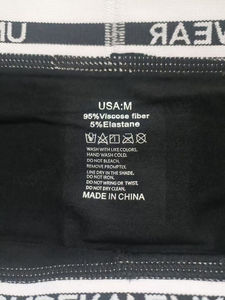 WEAR
UN
USA:M
95%Viscose fiber
5%Elastane
WASH WITH LIKE COLORS.
HAND WASH COLD.
DO NOT BLEACH.
REMOVE PROMPTLY.
LINE DRY IN THE SHADE.
DO NOT IRON.
DO NOT WRING OR TWIST.
DO NOT DRY CLEAN.
MADE IN CHINA